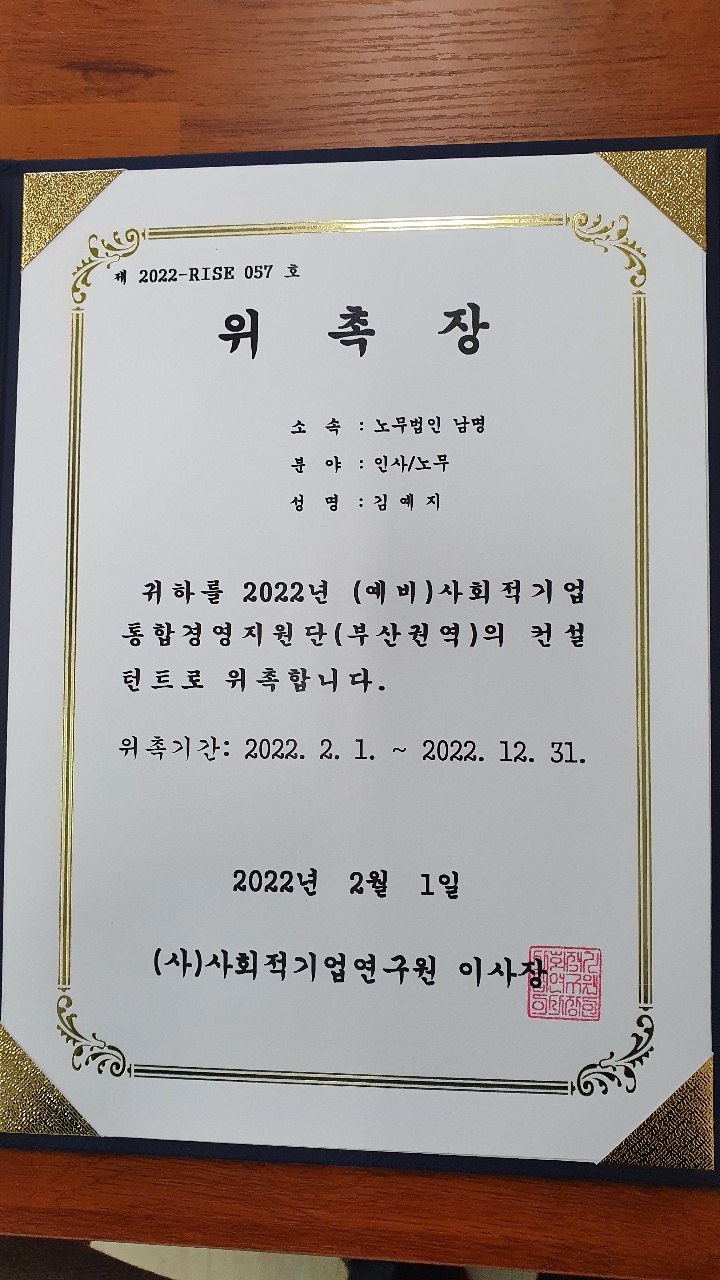 제 2022-RISE 057 호
위 촉 장
소 속 : 노무법인 남명
분 야 : 인사/노무
성 명 : 김 예 지
귀하를 2022년 (예비)사회적기업
통합경영지원단(부산권역)의 컨설
턴트로 위촉합니다.
위촉기간: 2022. 2. 1. ~ 2022. 12. 31.
2022년 2월 1일
(사)사회적기업연구원 이사장